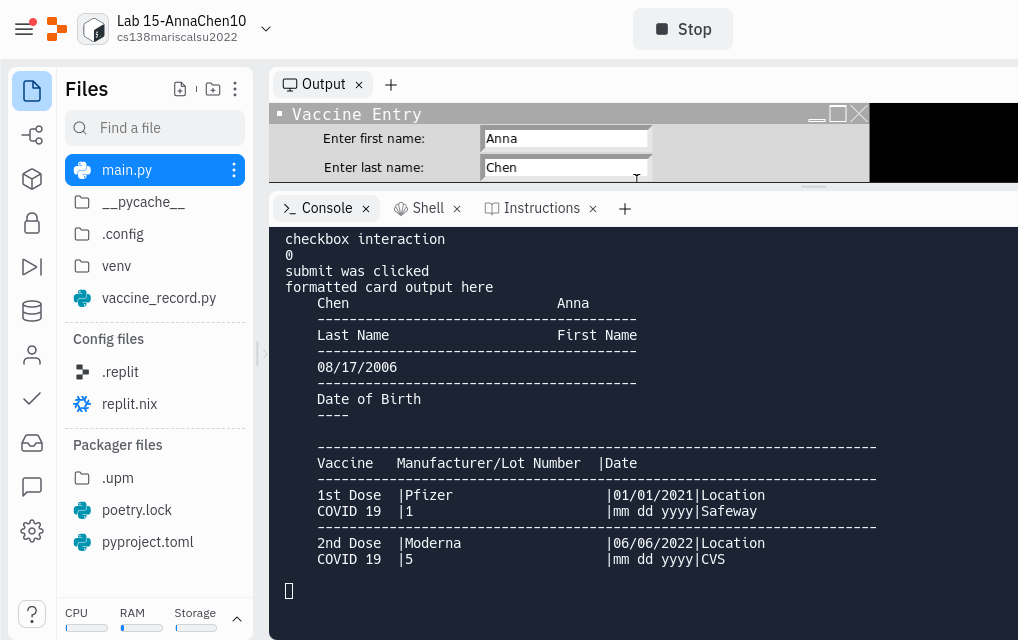 Lab 15-AnnaChen10
cs138mariscalsu2022
Stop
Files
Find a file
main.py
__pycache__
.config
venv
vaccine_record.py
Config files
.replit
replit.nix
Packager files
.upm
poetry.lock
pyproject.toml
CPU RAM Storage
?
Output
Vaccine Entry
Enter first name: Anna
Enter last name: Chen
Console Shell Instructions
checkbox interaction
0
submit was clicked
formatted card output here
    Chen                          Anna
    ----------------------------------------
    Last Name                     First Name
    ----------------------------------------
    08/17/2006
    ----------------------------------------
    Date of Birth
    ----
    ----------------------------------------------------------------------
    Vaccine   Manufacturer/Lot Number  |Date
    ----------------------------------------------------------------------
    1st Dose  |Pfizer                   |01/01/2021|Location
    COVID 19  |1                        |mm dd yyyy|Safeway
    ----------------------------------------------------------------------
    2nd Dose  |Moderna                  |06/06/2022|Location
    COVID 19  |5                        |mm dd yyyy|CVS